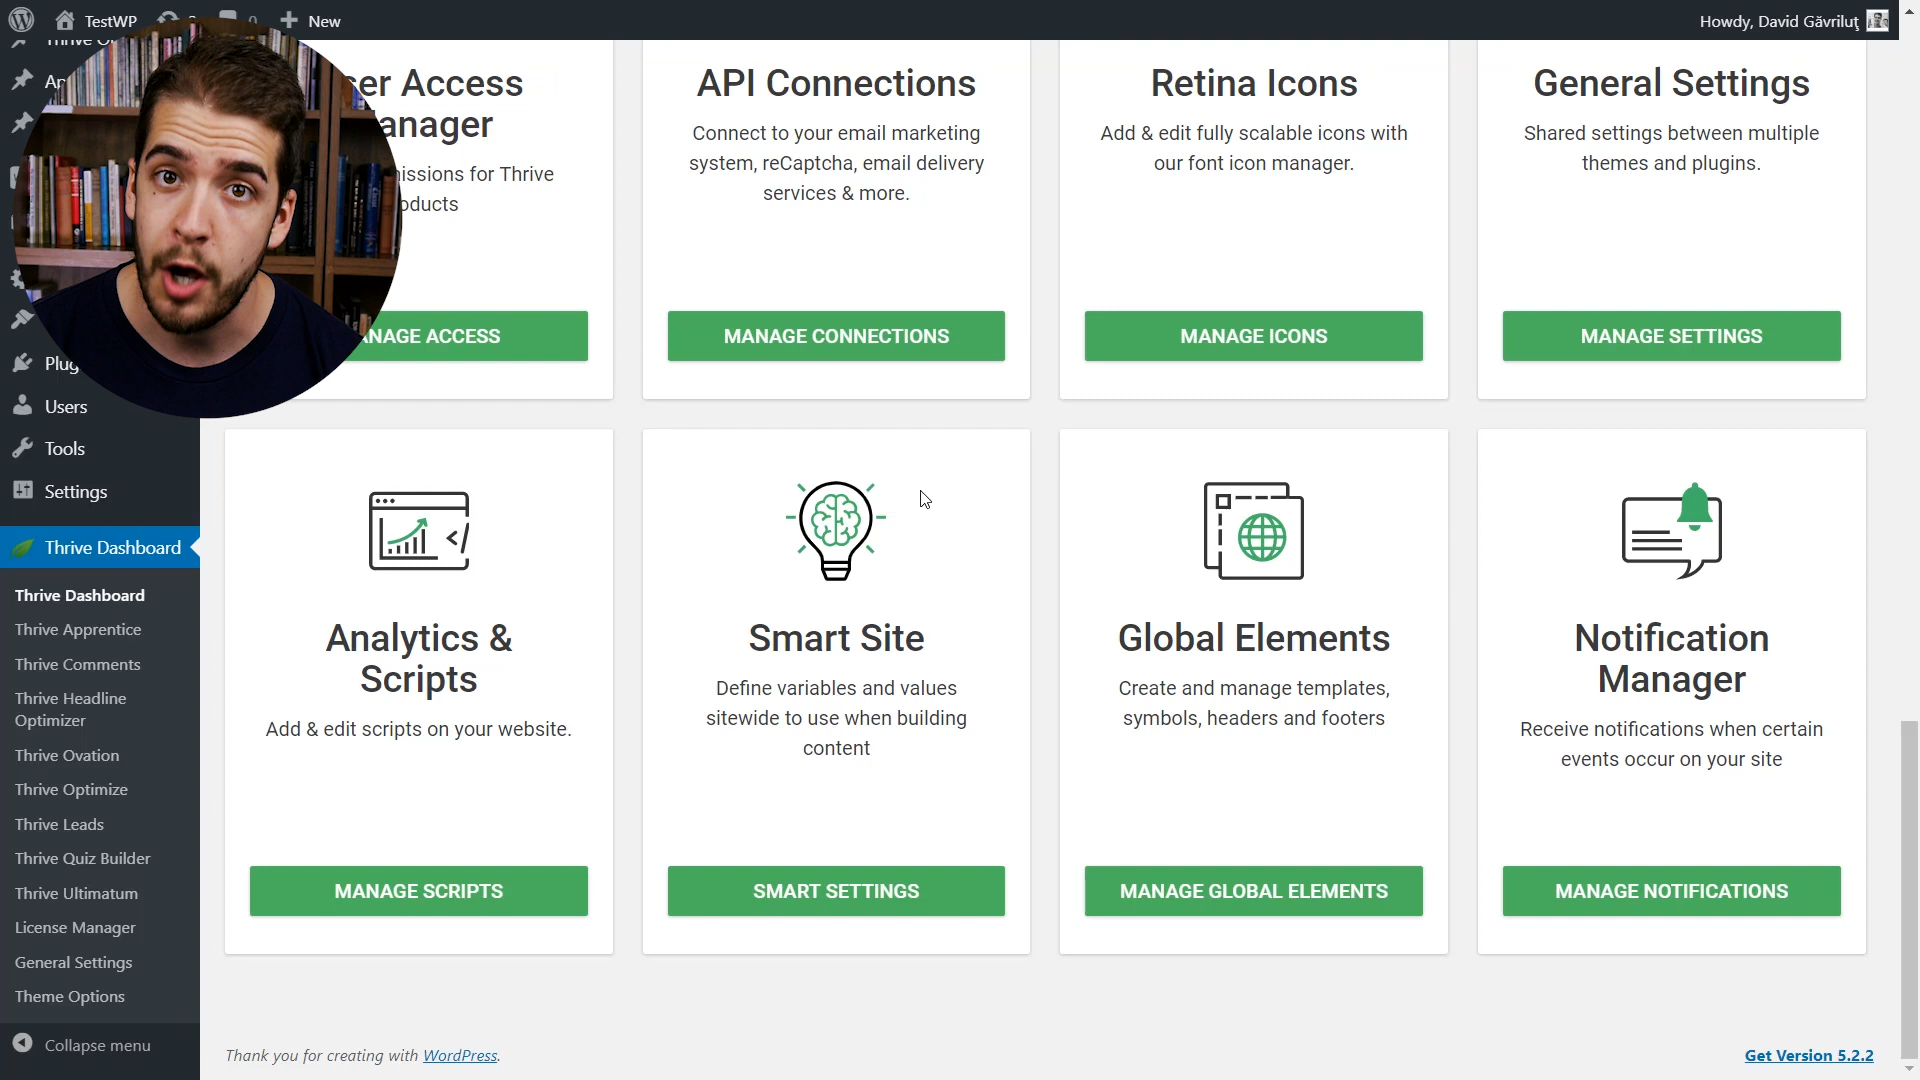 TestWP
0
New
Howdy, David Găvriluţ
Plug
Users
Tools
Settings
Thrive Dashboard
Thrive Dashboard
Thrive Apprentice
Thrive Comments
Thrive Headline
Optimizer
Thrive Ovation
Thrive Optimize
Thrive Leads
Thrive Quiz Builder
Thrive Ultimatum
License Manager
General Settings
Theme Options
Collapse menu
ser Access
anager
issions for Thrive
oducts
NAGE ACCESS
API Connections
Connect to your email marketing
system, reCaptcha, email delivery
services & more.
MANAGE CONNECTIONS
Retina Icons
Add & edit fully scalable icons with
our font icon manager.
MANAGE ICONS
General Settings
Shared settings between multiple
themes and plugins.
MANAGE SETTINGS
Analytics &
Scripts
Add & edit scripts on your website.
MANAGE SCRIPTS
Smart Site
Define variables and values
sitewide to use when building
content
SMART SETTINGS
Global Elements
Create and manage templates,
symbols, headers and footers
MANAGE GLOBAL ELEMENTS
Notification
Manager
Receive notifications when certain
events occur on your site
MANAGE NOTIFICATIONS
Thank you for creating with WordPress.
Get Version 5.2.2